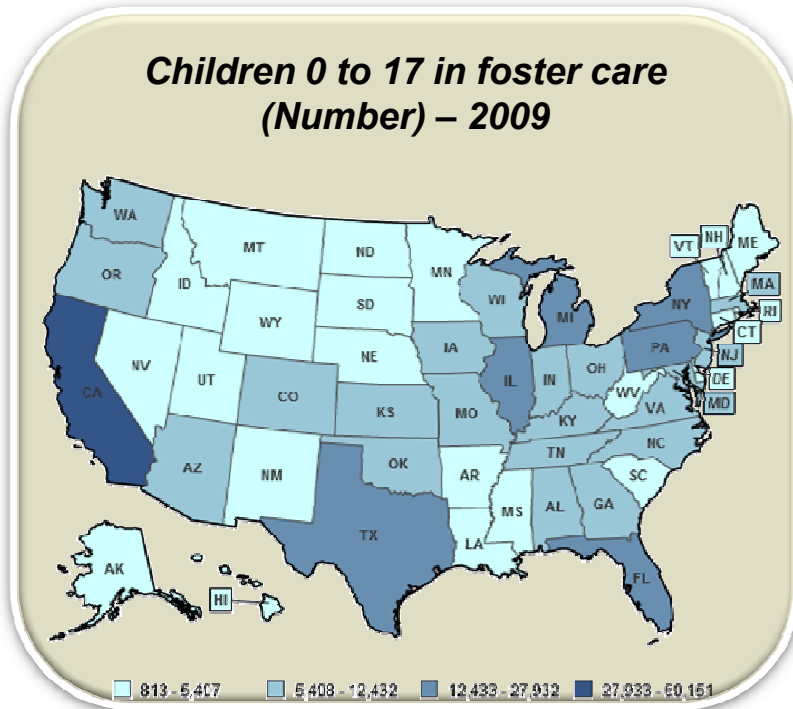 Children 0 to 17 in foster care
(Number) – 2009
WA
MT
ND
MN
VT
NH
ME
OR
ID
SD
WI
MI
NY
MA
RI
CT
WY
IA
PA
NJ
NV
NE
IL
IN
OH
DE
MD
CA
UT
CO
KS
MO
WV
VA
KY
AZ
NM
OK
AR
TN
NC
SC
MS
AL
GA
TX
LA
FL
AK
HI
813 - 5,407
5,408 - 12,432
12,433 - 27,932
27,933 - 60,151